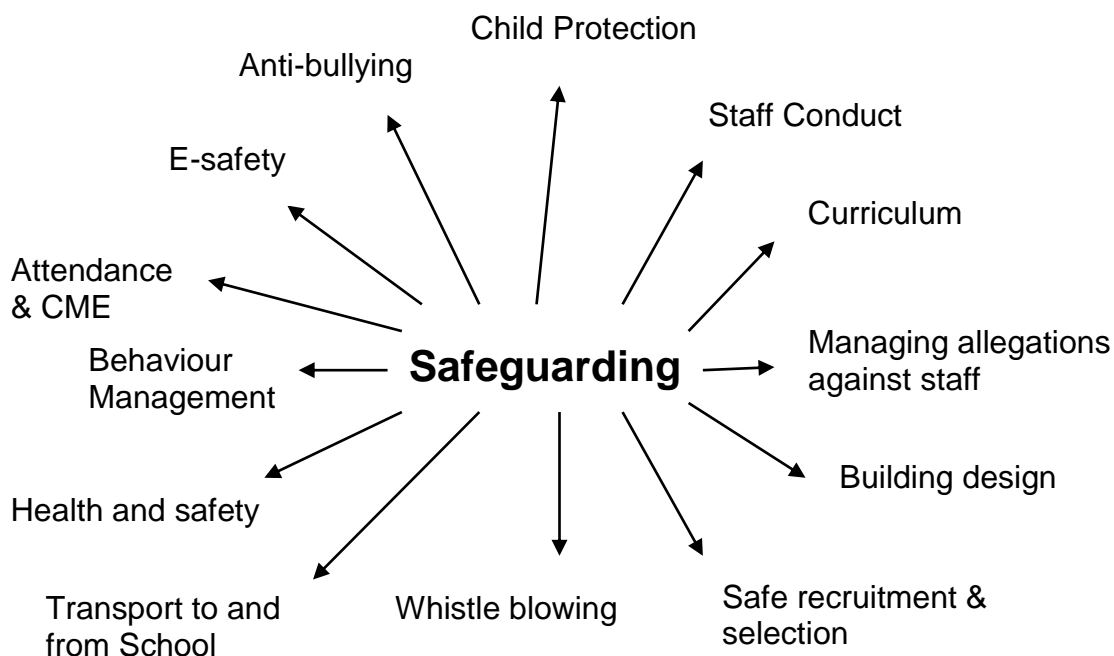 Child Protection
Anti-bullying
Staff Conduct
E-safety
Curriculum
Attendance
& CME
Safeguarding
Behaviour
Management
Managing allegations
against staff
Building design
Health and safety
Transport to and
from School
Whistle blowing
Safe recruitment &
selection